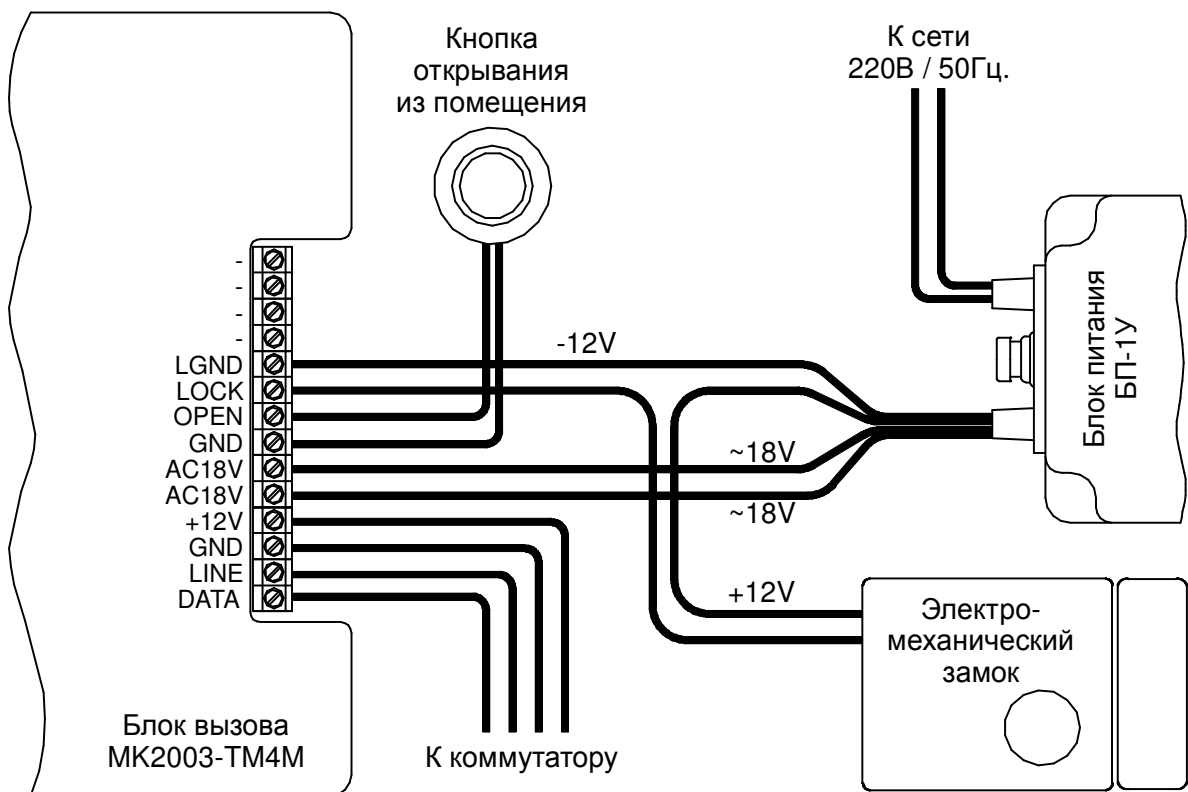 Кнопка
открывания
из помещения
К сети
220В / 50Гц.
-
-
-
-
LGND
LOCK
OPEN
GND
AC18V
AC18V
+12V
GND
LINE
DATA
-12V
~18V
~18V
+12V
Блок питания
БП-1У
Электро-
механический
замок
Блок вызова
МК2003-ТМ4М
К коммутатору